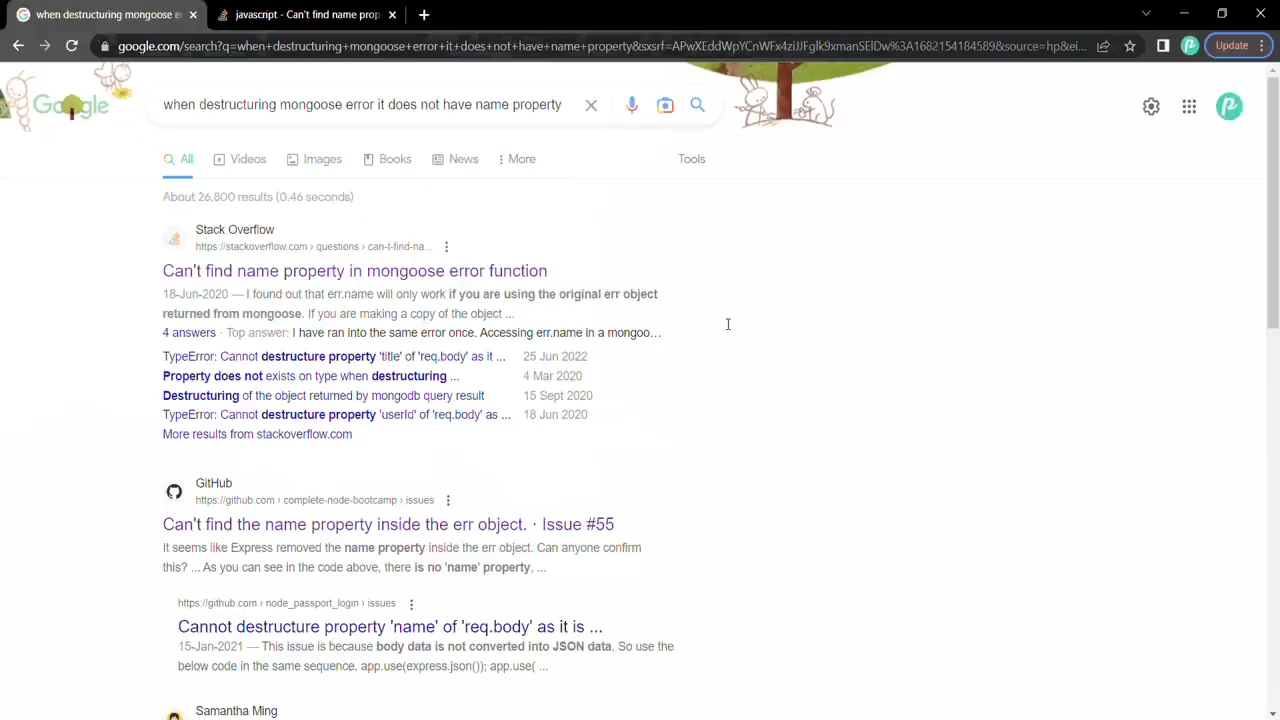 when destructuring mongoose e
javascript - Can't find name prop
google.com/search?q=when+destructuring+mongoose+error+it+does+not+have+name+property&sxsrf=APwXEddWpYCnWFx4ziJJFglk9xmanSElDw%3A1682154184589&source=hp&ei...
Update
Google
when destructuring mongoose error it does not have name property
All
Videos
Images
Books
News
More
Tools
About 26,800 results (0.46 seconds)
Stack Overflow
https://stackoverflow.com › questions › can-t-find-na...
Can't find name property in mongoose error function
18-Jun-2020 — I found out that err.name will only work if you are using the original err object
returned from mongoose. If you are making a copy of the object ...
4 answers · Top answer: I have ran into the same error once. Accessing err.name in a mongoo…
TypeError: Cannot destructure property 'title' of 'req.body' as it ... 25 Jun 2022
Property does not exists on type when destructuring ... 4 Mar 2020
Destructuring of the object returned by mongodb query result 15 Sept 2020
TypeError: Cannot destructure property 'userId' of 'req.body' as ... 18 Jun 2020
More results from stackoverflow.com
GitHub
https://github.com › complete-node-bootcamp › issues
Can't find the name property inside the err object. · Issue #55
It seems like Express removed the name property inside the err object. Can anyone confirm
this? ... As you can see in the code above, there is no 'name' property, ...
https://github.com › node_passport_login › issues
Cannot destructure property 'name' of 'req.body' as it is ...
15-Jan-2021 — This issue is because body data is not converted into JSON data. So use the
below code in the same sequence. app.use(express.json()); app.use( ...
Samantha Ming